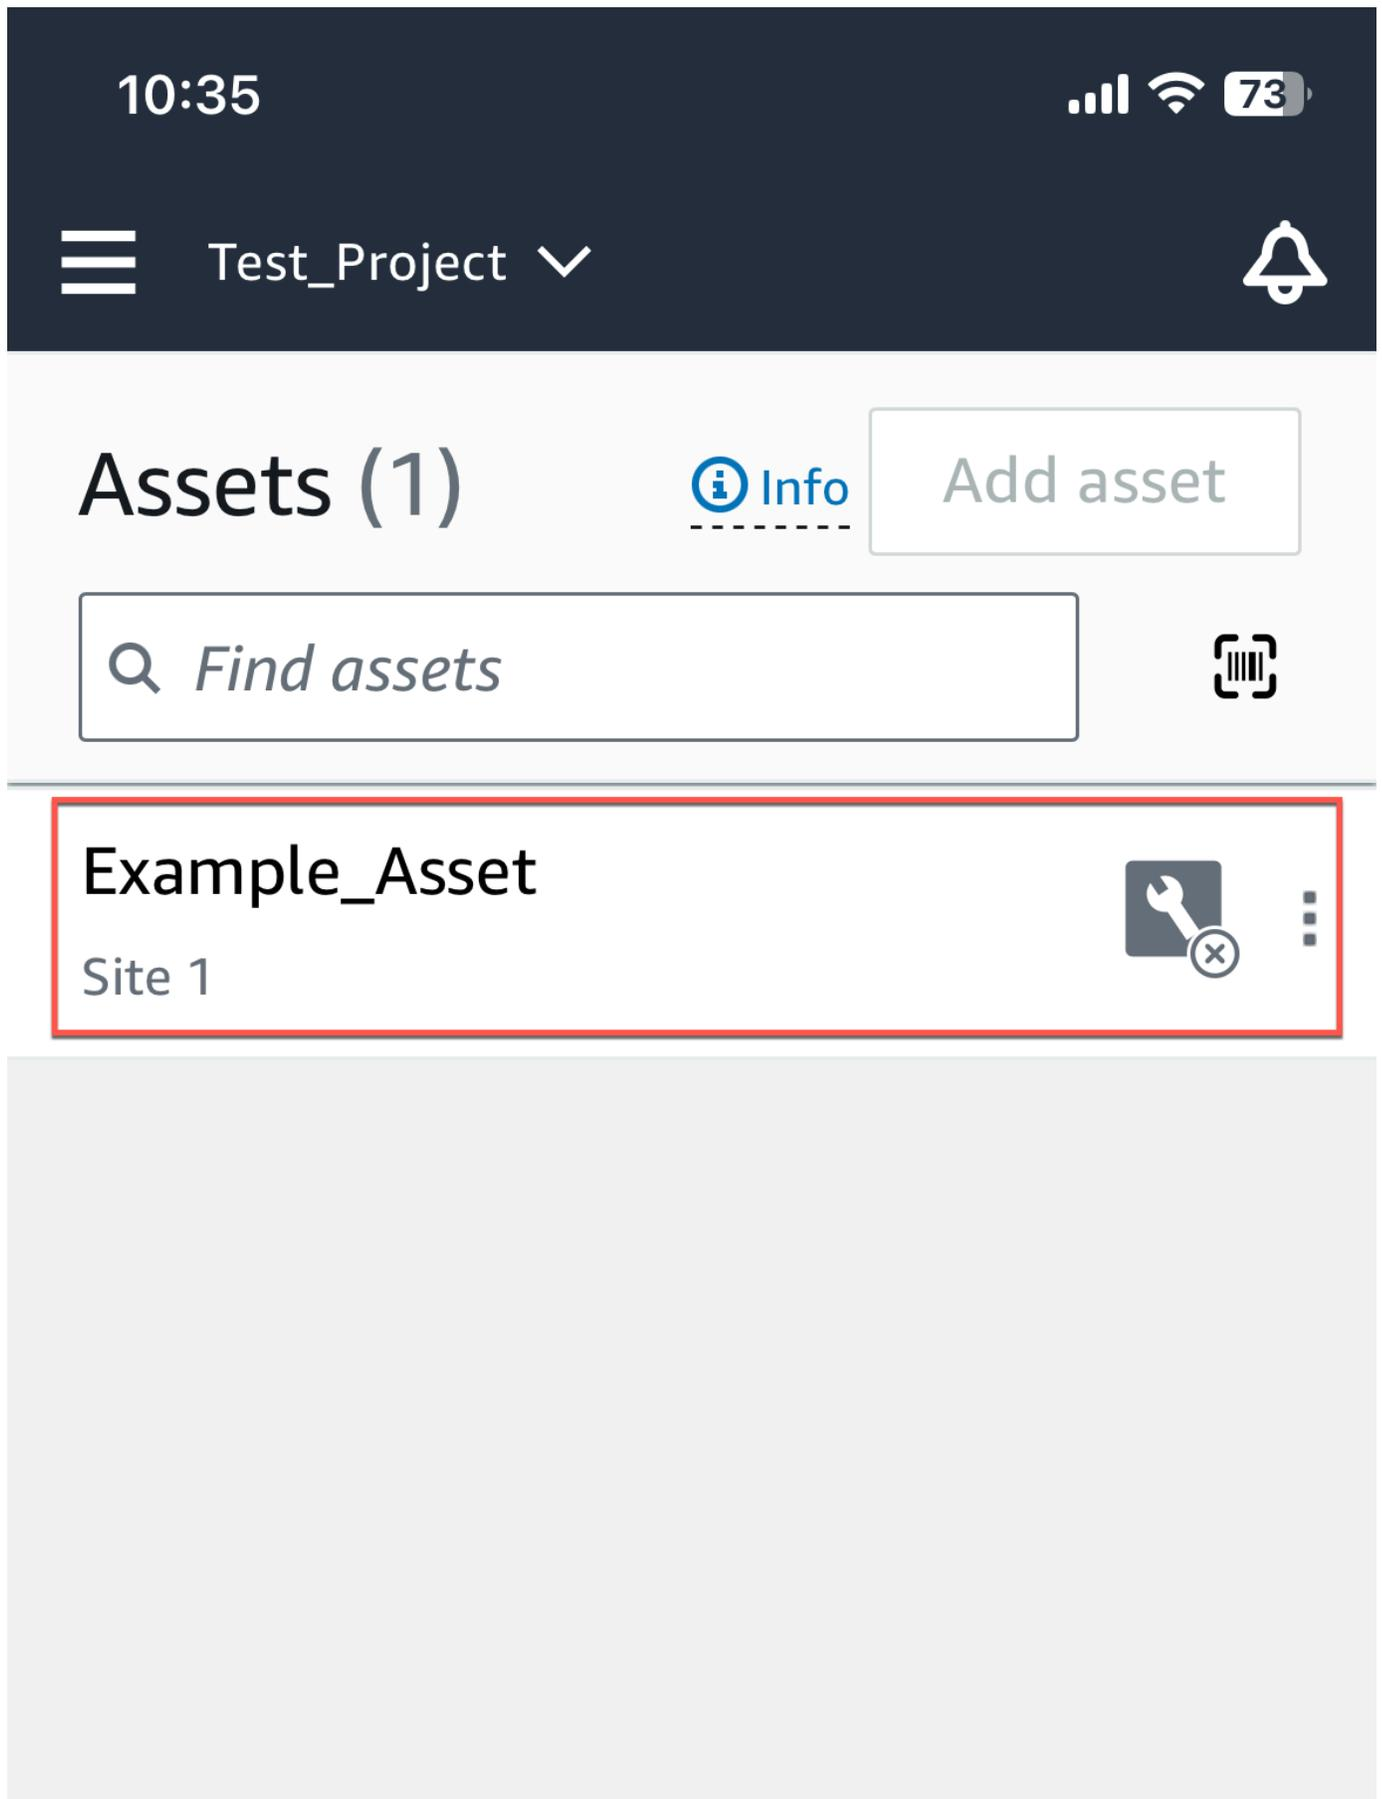 10:35
73
Test_Project
Assets (1)
Info
Add asset
Find assets
Example_Asset
Site 1